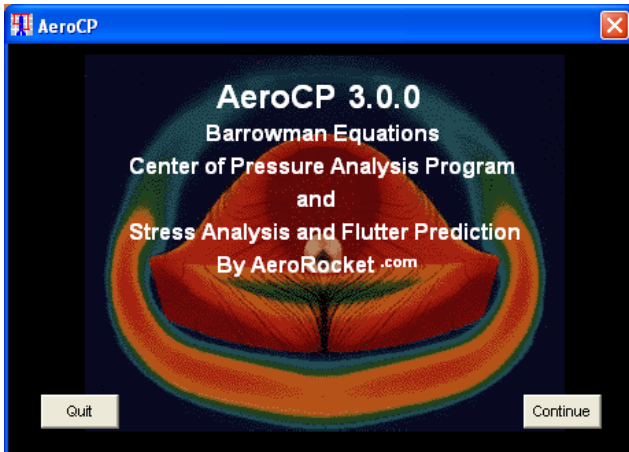 AeroCP
AeroCP 3.0.0
Barrowman Equations
Center of Pressure Analysis Program
and
Stress Analysis and Flutter Prediction
By AeroRocket .com
Quit
Continue